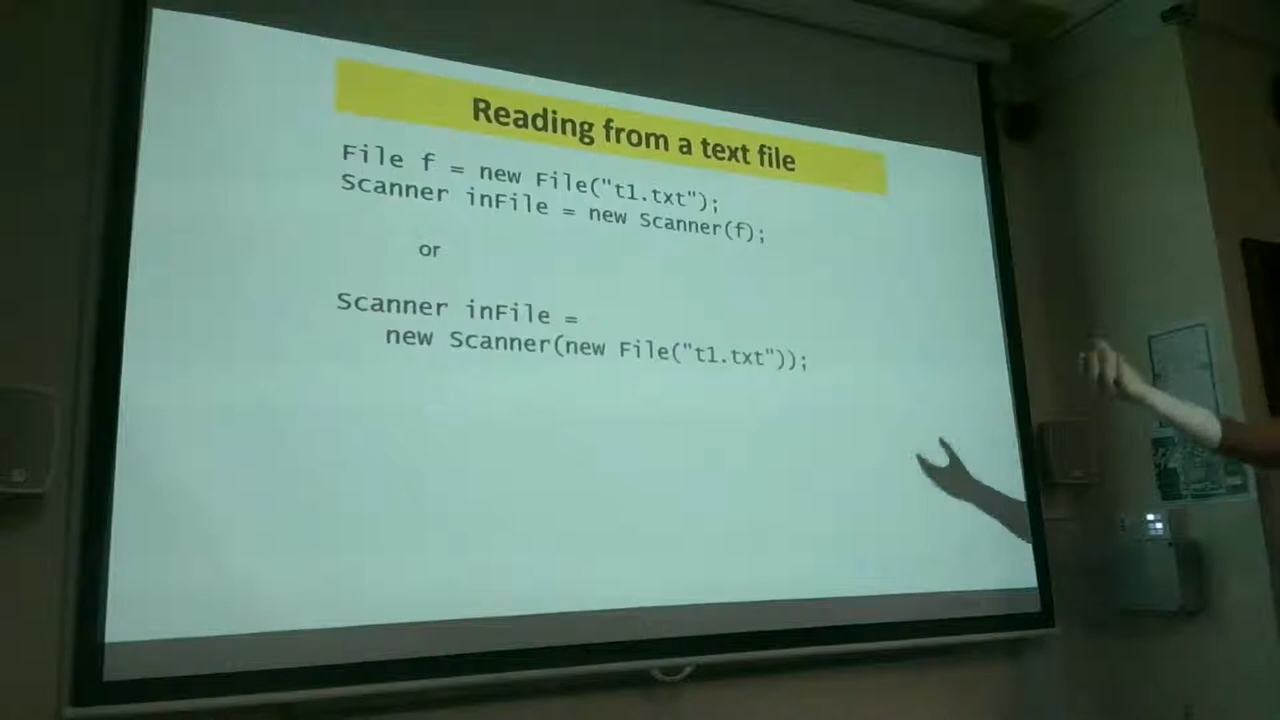 Reading from a text file
File f = new File("t1.txt");
Scanner inFile = new Scanner(f);
or
Scanner inFile =
new Scanner(new File("t1.txt"));